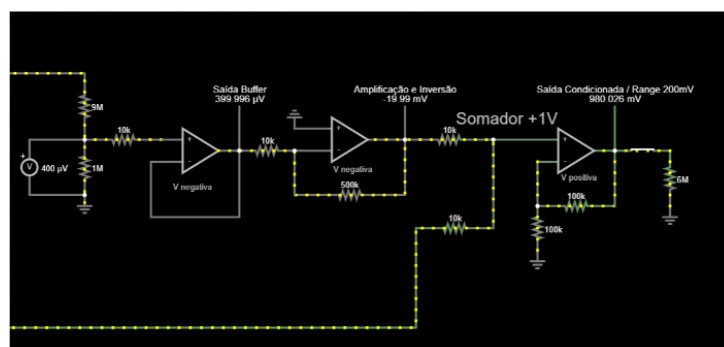 Saída Buffer
399.996 µV
Amplificação e Inversão
-19.99 mV
Saída Condicionada / Range 200mV
980.026 mV
9M
10k
10k
10k
Somador +1V
+
V
400 µV
1M
+
-
V negativa
+
-
V negativa
500k
+
-
V positiva
100k
6M
10k
100k